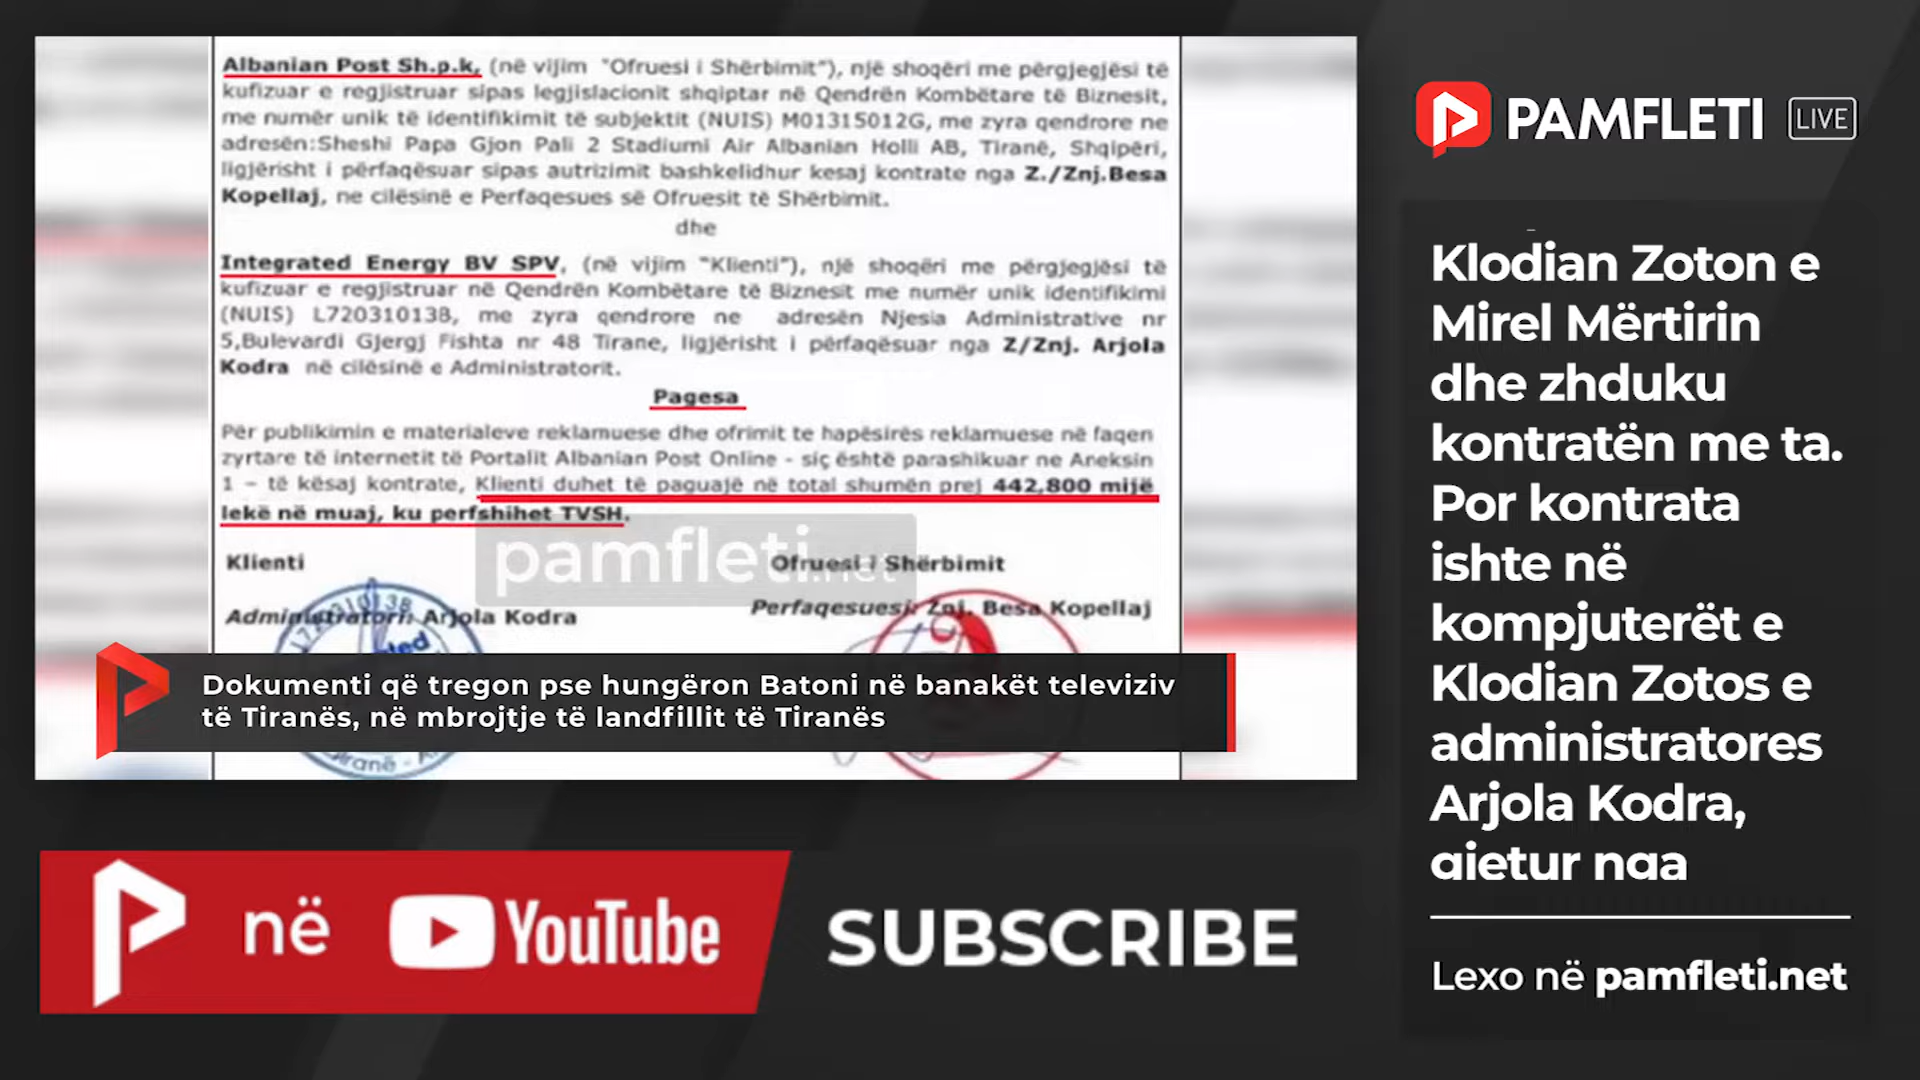 Albanian Post Sh.p.k, (në vijim "Ofruesi i Shërbimit"), një shoqëri me përgjegjësi të
kufizuar e regjistruar sipas legjislacionit shqiptar në Qendrën Kombëtare të Biznesit,
me numër unik të identifikimit të subjektit (NUIS) M01315012G, me zyra qendrore ne
adresën:Sheshi Papa Gjon Pali 2 Stadiumi Air Albanian Holli AB, Tiranë, Shqipëri,
ligjërisht i përfaqësuar sipas autrizimit bashkelidhur kesaj kontrate nga Z./Znj.Besa
Kopellaj, ne cilësinë e Perfaqesues së Ofruesit të Shërbimit.
dhe
Integrated Energy BV SPV, (në vijim "Klienti"), një shoqëri me përgjegjësi të
kufizuar e regjistruar në Qendrën Kombëtare të Biznesit me numër unik identifikimi
(NUIS) L72031013B, me zyra qendrore ne adresën Njesia Administrative nr
5,Bulevardi Gjergj Fishta nr 48 Tirane, ligjërisht i përfaqësuar nga Z/Znj. Arjola
Kodra në cilësinë e Administratorit.
Pagesa
Për publikimin e materialeve reklamuese dhe ofrimit te hapësirës reklamuese në faqen
zyrtare të internetit të Portalit Albanian Post Online - siç është parashikuar ne Aneksin
1 – të kësaj kontrate, Klienti duhet të paguajë në total shumën prej 442,800 mijë
lekë në muaj, ku perfshihet TVSH.
pamfleti.net
Klienti Ofruesi i Shërbimit
Administratori: Arjola Kodra Perfaqesuesi: Znj. Besa Kopellaj
Dokumenti që tregon pse hungëron Batoni në banakët televiziv
të Tiranës, në mbrojtje të landfillit të Tiranës
në YouTube SUBSCRIBE
PAMFLETI LIVE
Klodian Zoton e
Mirel Mërtirin
dhe zhduku
kontratën me ta.
Por kontrata
ishte në
kompjuterët e
Klodian Zotos e
administratores
Arjola Kodra,
gjetur nga
Lexo në pamfleti.net